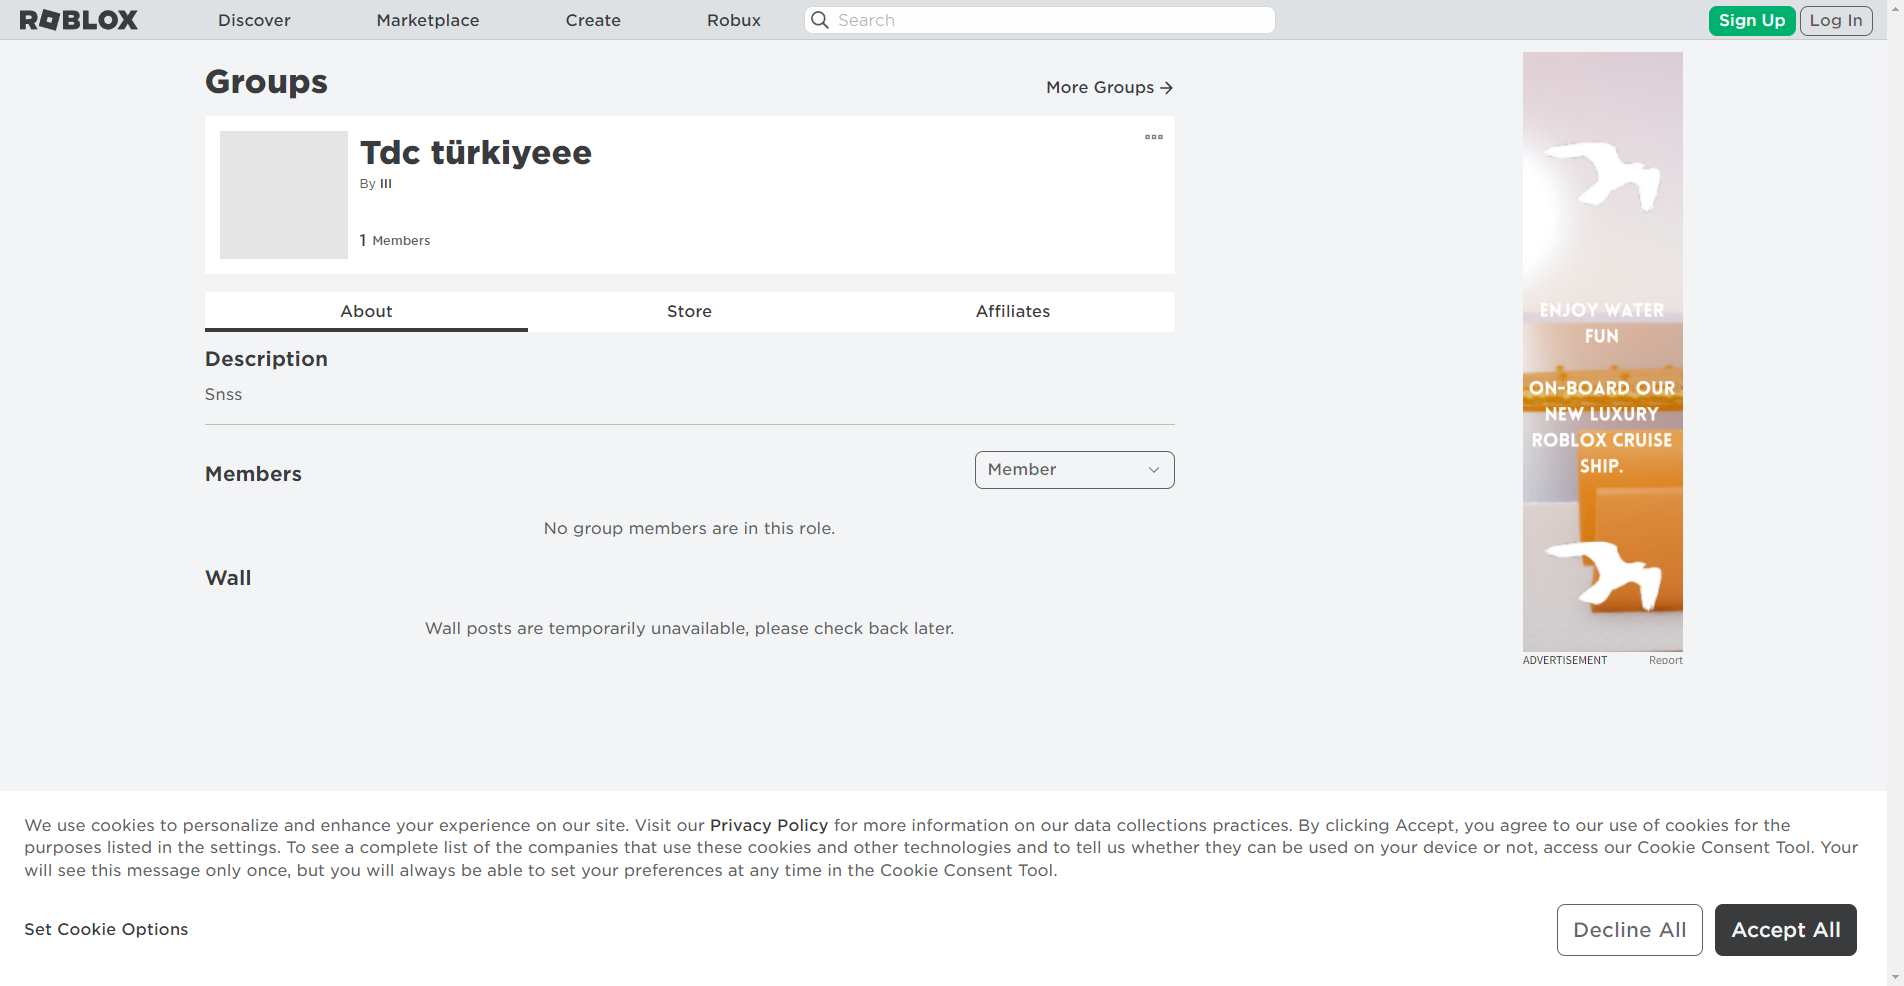 ROBLOX
Discover
Marketplace
Create
Robux
Search
Sign Up
Log In
Groups
More Groups
Tdc türkiyeee
By III
1 Members
About
Store
Affiliates
Description
Snss
Members
Member
No group members are in this role.
Wall
Wall posts are temporarily unavailable, please check back later.
ENJOY WATER
FUN
ON-BOARD OUR
NEW LUXURY
ROBLOX CRUISE
SHIP.
ADVERTISEMENT
Report
We use cookies to personalize and enhance your experience on our site. Visit our Privacy Policy for more information on our data collections practices. By clicking Accept, you agree to our use of cookies for the
purposes listed in the settings. To see a complete list of the companies that use these cookies and other technologies and to tell us whether they can be used on your device or not, access our Cookie Consent Tool. Your
will see this message only once, but you will always be able to set your preferences at any time in the Cookie Consent Tool.
Set Cookie Options
Decline All
Accept All